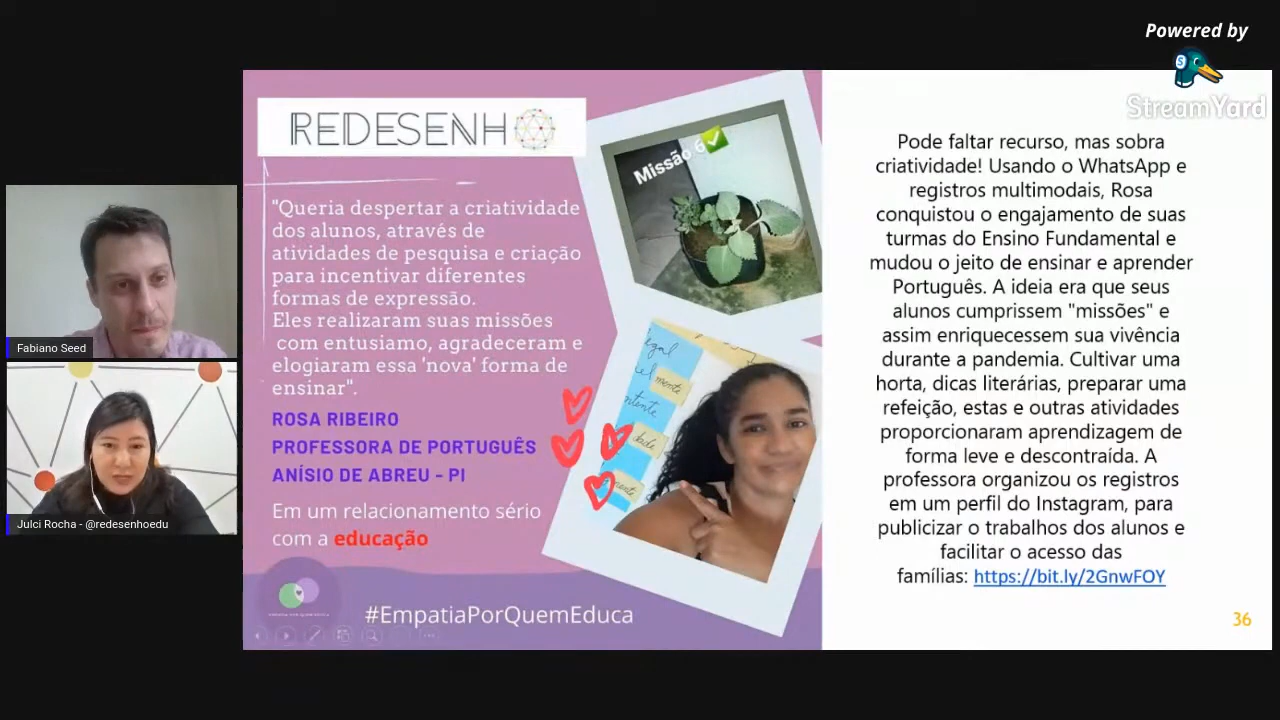 Powered by
StreamYard
REDESENHO
"Queria despertar a criatividade
dos alunos, através de
atividades de pesquisa e criação
para incentivar diferentes
formas de expressão.
Eles realizaram suas missões
com entusiamo, agradeceram e
elogiaram essa 'nova' forma de
ensinar".
ROSA RIBEIRO
PROFESSORA DE PORTUGUÊS
ANÍSIO DE ABREU - PI
Em um relacionamento sério
com a educação
#EmpatiaPorQuemEduca
Missão 6
egal
mente
dade
mente
Pode faltar recurso, mas sobra
criatividade! Usando o WhatsApp e
registros multimodais, Rosa
conquistou o engajamento de suas
turmas do Ensino Fundamental e
mudou o jeito de ensinar e aprender
Português. A ideia era que seus
alunos cumprissem "missões" e
assim enriquecessem sua vivência
durante a pandemia. Cultivar uma
horta, dicas literárias, preparar uma
refeição, estas e outras atividades
proporcionaram aprendizagem de
forma leve e descontraída. A
professora organizou os registros
em um perfil do Instagram, para
publicizar o trabalhos dos alunos e
facilitar o acesso das
famílias: https://bit.ly/2GnwFOY
36
Fabiano Seed
Julci Rocha - @redesenhoedu